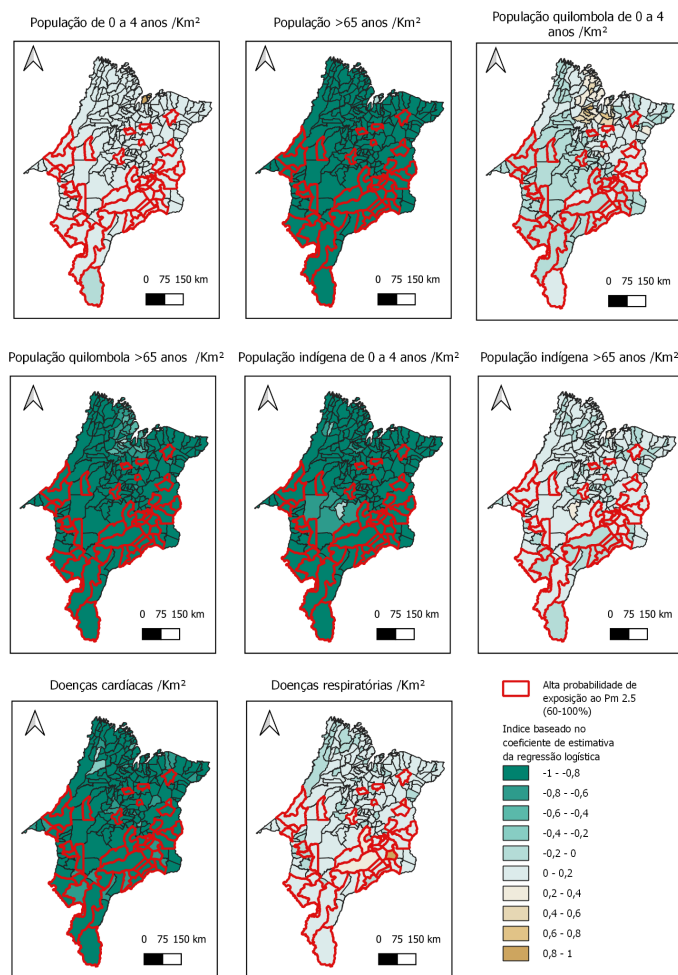 População de 0 a 4 anos /Km²
População >65 anos /Km²
População quilombola de 0 a 4
anos /Km²
0 75 150 km
0 75 150 km
0 75 150 km
População quilombola >65 anos /Km²
População indígena de 0 a 4 anos /Km²
População indígena >65 anos /Km²
0 75 150 km
0 75 150 km
0 75 150 km
Doenças cardíacas /Km²
Doenças respiratórias /Km²
0 75 150 km
0 75 150 km
Alta probabilidade de
exposição ao Pm 2.5
(60-100%)
Indice baseado no
coeficiente de estimativa
da regressão logística
-1 - -0,8
-0,8 - -0,6
-0,6 - -0,4
-0,4 - -0,2
-0,2 - 0
0 - 0,2
0,2 - 0,4
0,4 - 0,6
0,6 - 0,8
0,8 - 1